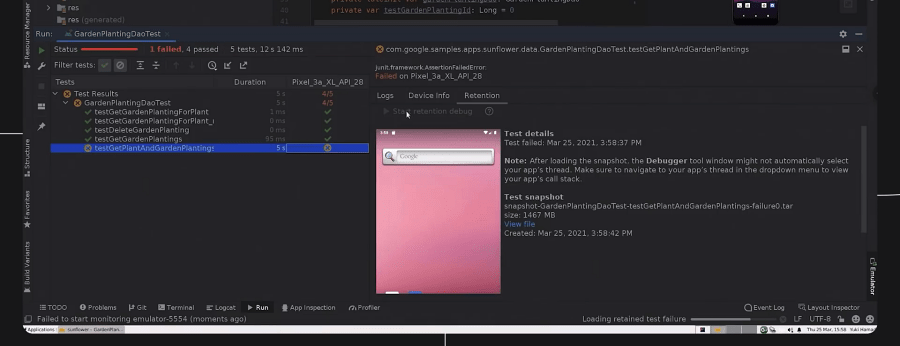 res
res (generated)
40
41
private var testGardenPlantingId: Long = 0
Resource Manager
Run:
GardenPlantingDaoTest
Status
1 failed, 4 passed
5 tests, 12 s 142 ms
com.google.samples.apps.sunflower.data.GardenPlantingDaoTest.testGetPlantAndGardenPlantings
Filter tests:
junit.framework.AssertionFailedError
Failed on Pixel_3a_XL_API_28
Tests
Duration
Pixel_3a_XL_API_28
Logs
Device Info
Retention
Test Results
5 s
4/5
GardenPlantingDaoTest
5 s
4/5
testGetGardenPlantingForPlant
1 ms
testGetGardenPlantingForPlant_
0 ms
testDeleteGardenPlanting
0 ms
testGetGardenPlantings
85 ms
testGetPlantAndGardenPlantings
5 s
Start retention debug
Google
Test details
Test failed: Mar 25, 2021, 3:58:37 PM
Note: After loading the snapshot, the Debugger tool window might not automatically select
your app's thread. Make sure to navigate to your app's thread in the dropdown menu to view
your app's call stack.
Test snapshot
snapshot-GardenPlantingDaoTest-testGetPlantAndGardenPlantings-failure0.tar
size: 1467 MB
View file
Created: Mar 25, 2021, 3:58:42 PM
Structure
Favorites
Build Variants
Emulator
TODO
Problems
Git
Terminal
Logcat
Run
App Inspection
Profiler
Event Log
Layout Inspector
Failed to start monitoring emulator-5554 (moments ago)
Loading retained test failure
LF
UTF-8
Applications
sunflower – GardenPlan...
Thu 25 Mar, 15:58